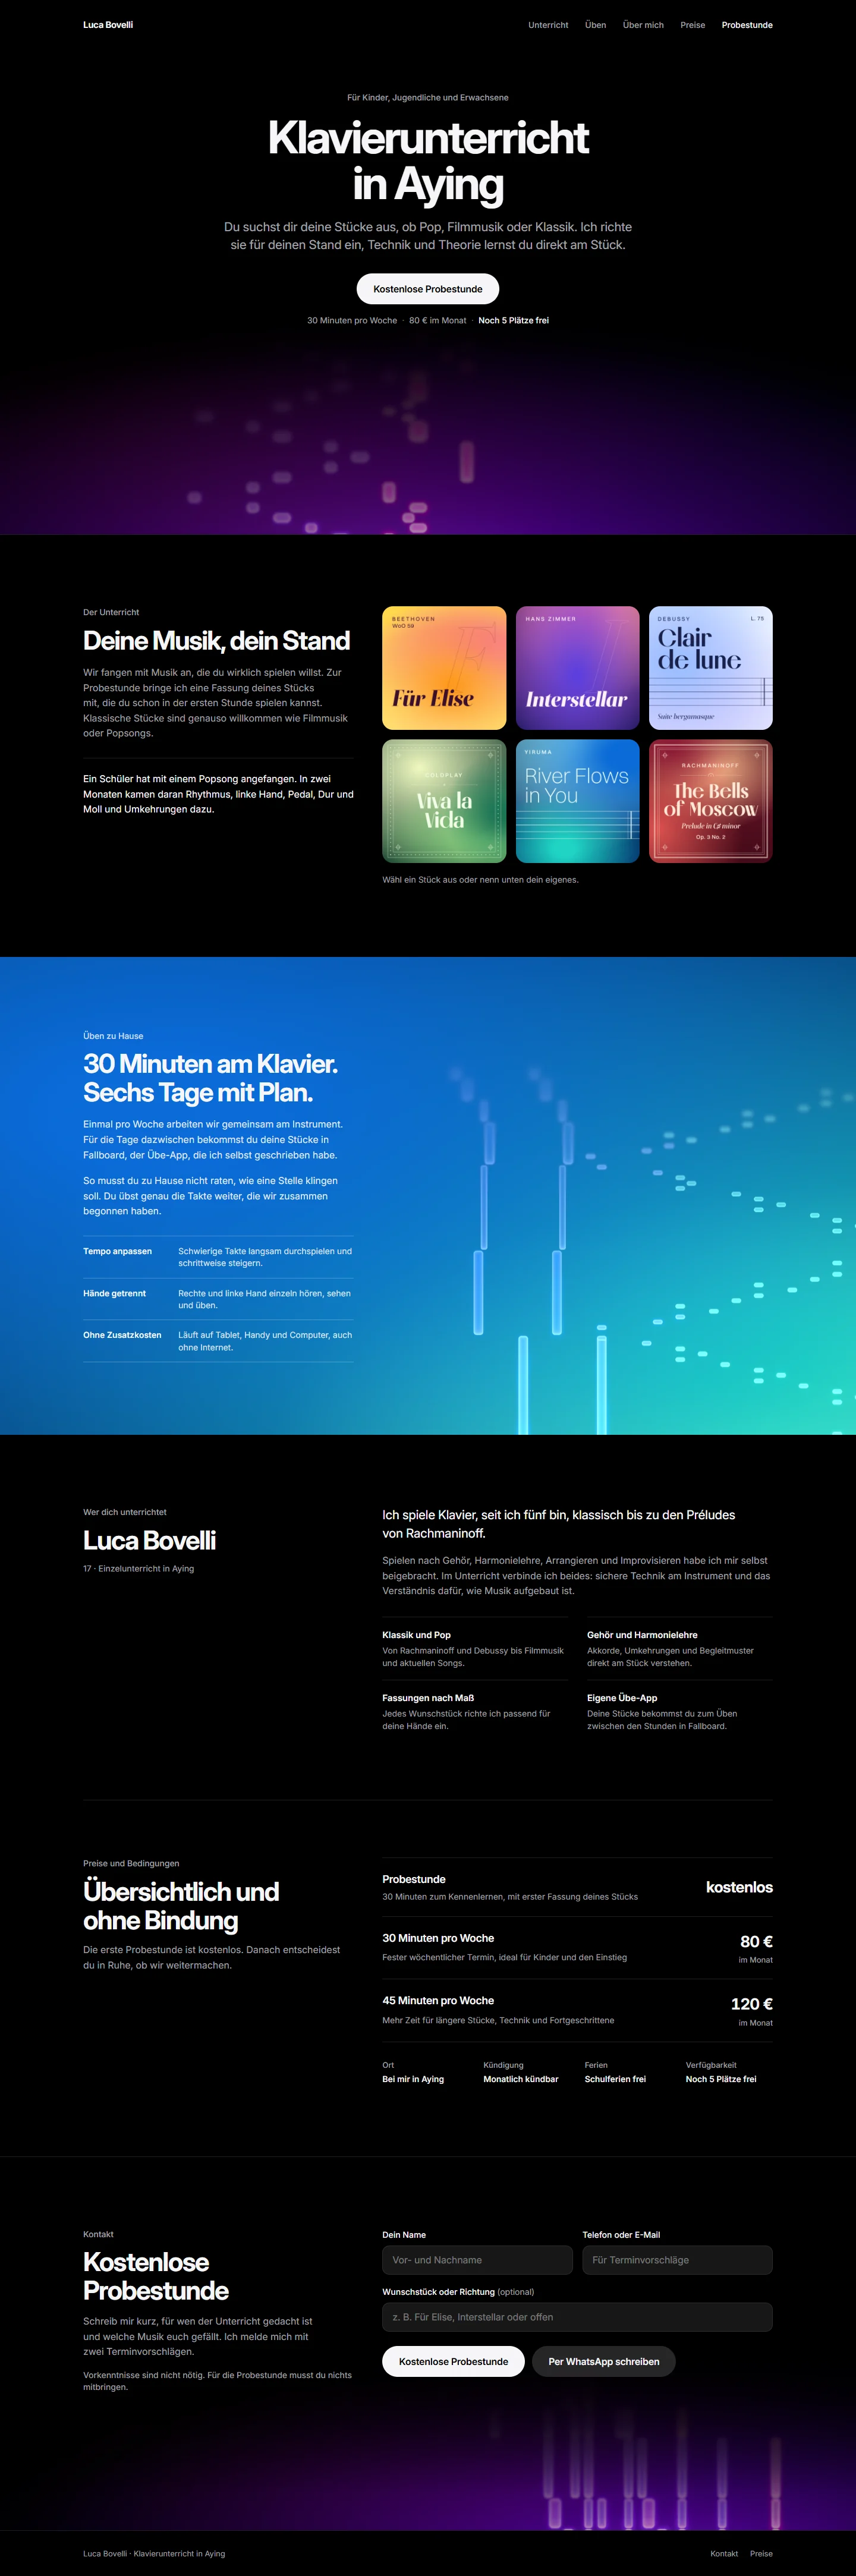 Luca Bovelli
Unterricht
Üben
Über mich
Preise
Probestunde
Für Kinder, Jugendliche und Erwachsene
Klavierunterricht
in Aying
Du suchst dir deine Stücke aus, ob Pop, Filmmusik oder Klassik. Ich richte
sie für deinen Stand ein, Technik und Theorie lernst du direkt am Stück.
Kostenlose Probestunde
30 Minuten pro Woche · 80 € im Monat · Noch 5 Plätze frei
Der Unterricht
Deine Musik, dein Stand
Wir fangen mit Musik an, die du wirklich spielen willst. Zur
Probestunde bringe ich eine Fassung deines Stücks
mit, die du schon in der ersten Stunde spielen kannst.
Klassische Stücke sind genauso willkommen wie Filmmusik
oder Popsongs.
Ein Schüler hat mit einem Popsong angefangen. In zwei
Monaten kamen daran Rhythmus, linke Hand, Pedal, Dur und
Moll und Umkehrungen dazu.
BEETHOVEN
WoO 59
Für Elise
HANS ZIMMER
Interstellar
DEBUSSY
L. 75
Clair
de lune
Suite bergamasque
COLDPLAY
Viva la
Vida
YIRUMA
River Flows
in You
RACHMANINOFF
The Bells
of Moscow
Prelude in C♯ minor
Op. 3 No. 2
Wähl ein Stück aus oder nenn unten dein eigenes.
Üben zu Hause
30 Minuten am Klavier.
Sechs Tage mit Plan.
Einmal pro Woche arbeiten wir gemeinsam am Instrument.
Für die Tage dazwischen bekommst du deine Stücke in
Fallboard, der Übe-App, die ich selbst geschrieben habe.
So musst du zu Hause nicht raten, wie eine Stelle klingen
soll. Du übst genau die Takte weiter, die wir zusammen
begonnen haben.
Tempo anpassen
Schwierige Takte langsam durchspielen und
schrittweise steigern.
Hände getrennt
Rechte und linke Hand einzeln hören, sehen
und üben.
Ohne Zusatzkosten
Läuft auf Tablet, Handy und Computer, auch
ohne Internet.
Wer dich unterrichtet
Luca Bovelli
17 · Einzelunterricht in Aying
Ich spiele Klavier, seit ich fünf bin, klassisch bis zu den Préludes
von Rachmaninoff.
Spielen nach Gehör, Harmonielehre, Arrangieren und Improvisieren habe ich mir selbst
beigebracht. Im Unterricht verbinde ich beides: sichere Technik am Instrument und das
Verständnis dafür, wie Musik aufgebaut ist.
Klassik und Pop
Von Rachmaninoff und Debussy bis Filmmusik
und aktuellen Songs.
Gehör und Harmonielehre
Akkorde, Umkehrungen und Begleitmuster
direkt am Stück verstehen.
Fassungen nach Maß
Jedes Wunschstück richte ich passend für
deine Hände ein.
Eigene Übe-App
Deine Stücke bekommst du zum Üben
zwischen den Stunden in Fallboard.
Preise und Bedingungen
Übersichtlich und
ohne Bindung
Die erste Probestunde ist kostenlos. Danach entscheidest
du in Ruhe, ob wir weitermachen.
Probestunde
30 Minuten zum Kennenlernen, mit erster Fassung deines Stücks
kostenlos
30 Minuten pro Woche
Fester wöchentlicher Termin, ideal für Kinder und den Einstieg
80 €
im Monat
45 Minuten pro Woche
Mehr Zeit für längere Stücke, Technik und Fortgeschrittene
120 €
im Monat
Ort
Bei mir in Aying
Kündigung
Monatlich kündbar
Ferien
Schulferien frei
Verfügbarkeit
Noch 5 Plätze frei
Kontakt
Kostenlose
Probestunde
Schreib mir kurz, für wen der Unterricht gedacht ist
und welche Musik euch gefällt. Ich melde mich mit
zwei Terminvorschlägen.
Vorkenntnisse sind nicht nötig. Für die Probestunde musst du nichts
mitbringen.
Dein Name
Vor- und Nachname
Telefon oder E-Mail
Für Terminvorschläge
Wunschstück oder Richtung (optional)
z. B. Für Elise, Interstellar oder offen
Kostenlose Probestunde
Per WhatsApp schreiben
Luca Bovelli · Klavierunterricht in Aying
Kontakt
Preise